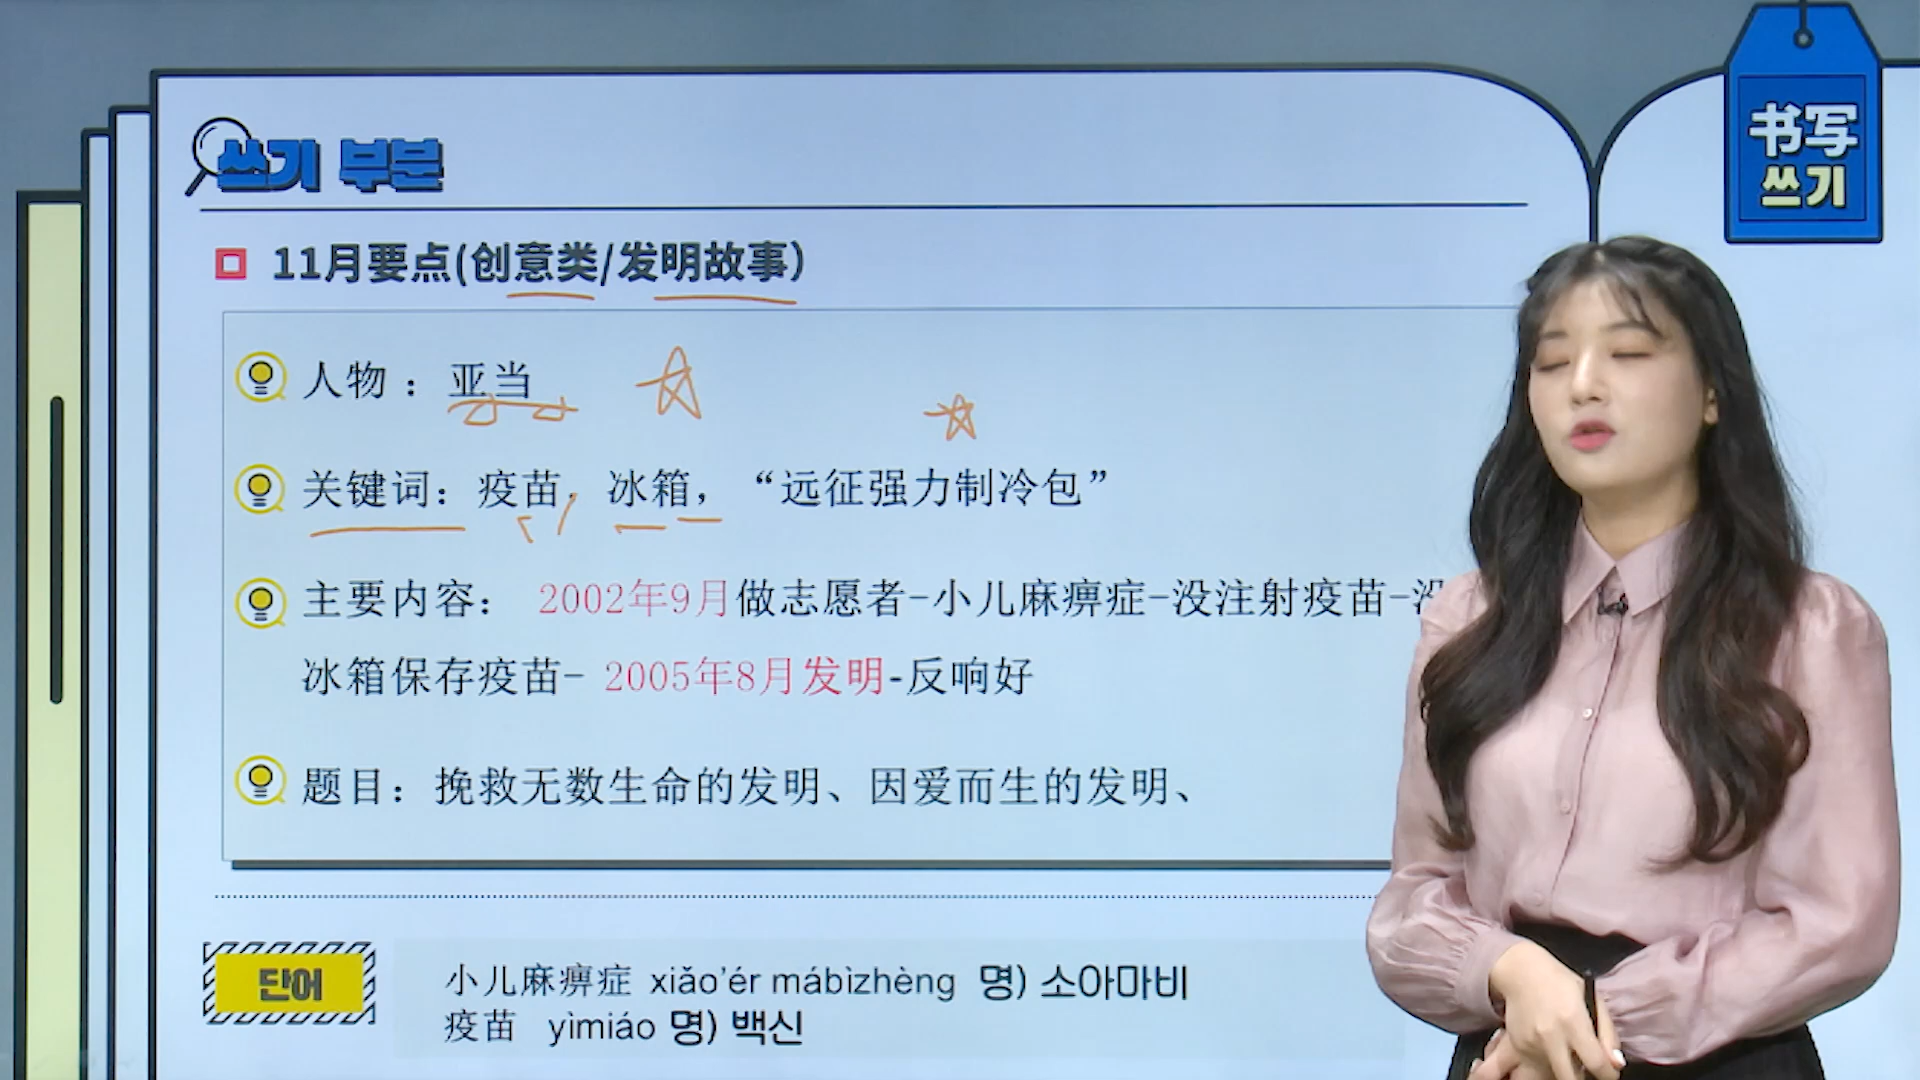 书写
쓰기
쓰기 부분
11月要点(创意类/发明故事)
人物：亚当
关键词：疫苗，冰箱，“远征强力制冷包”
主要内容： 2002年9月做志愿者-小儿麻痹症-没注射疫苗-
冰箱保存疫苗- 2005年8月发明-反响好
题目：挽救无数生命的发明、因爱而生的发明、
단어
小儿麻痹症 xiǎo’ér mábìzhèng 명) 소아마비
疫苗 yìmiáo 명) 백신